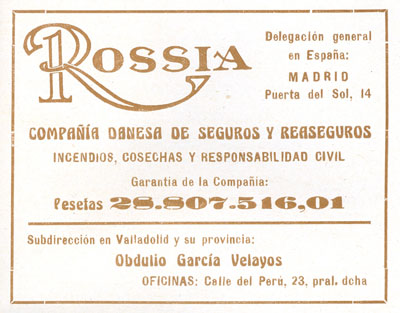 ROSSIA
Delegación general
en España:
MADRID
Puerta del Sol, 14
COMPAÑÍA DANESA DE SEGUROS Y REASEGUROS
INCENDIOS, COSECHAS Y RESPONSABILIDAD CIVIL
Garantía de la Compañía:
Pesetas 28.807.516,01
Subdirección en Valladolid y su provincia:
Obdulio García Velayos
OFICINAS: Calle del Perú, 23, pral. dcha